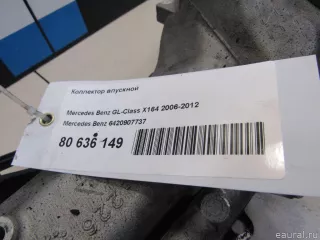 Коллектор впускной
Mercedes Benz GL-Class X164 2006-2012
Mercedes Benz 6420907737
80 636 149
eaural.ru